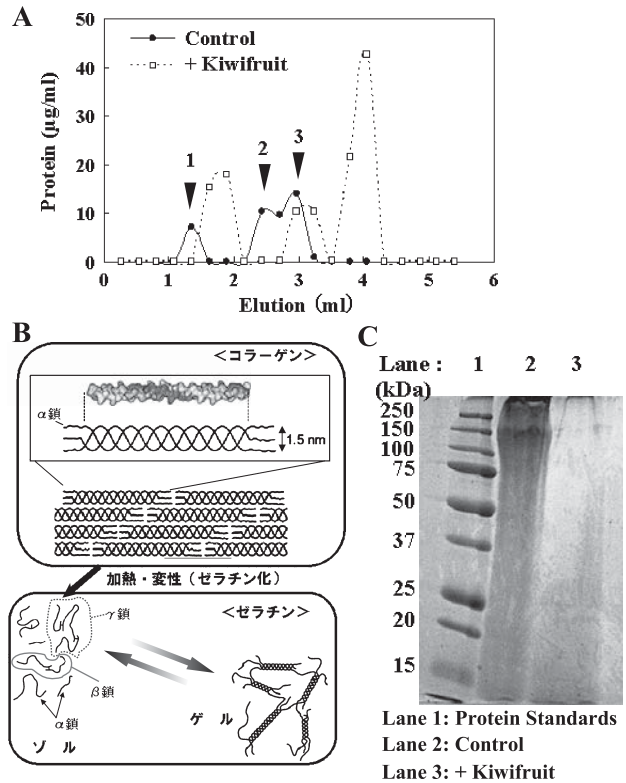 A
Control
+ Kiwifruit
Protein (µg/ml)
50
40
30
20
10
0
1
2
3
0 1 2 3 4 5 6
Elution (ml)
B
＜コラーゲン＞
α鎖
1.5 nm
加熱・変性（ゼラチン化）
＜ゼラチン＞
γ鎖
β鎖
α鎖
ゾ ル
ゲ ル
C
Lane : 1 2 3
(kDa)
250
150
100
75
50
37
25
20
15
Lane 1: Protein Standards
Lane 2: Control
Lane 3: + Kiwifruit